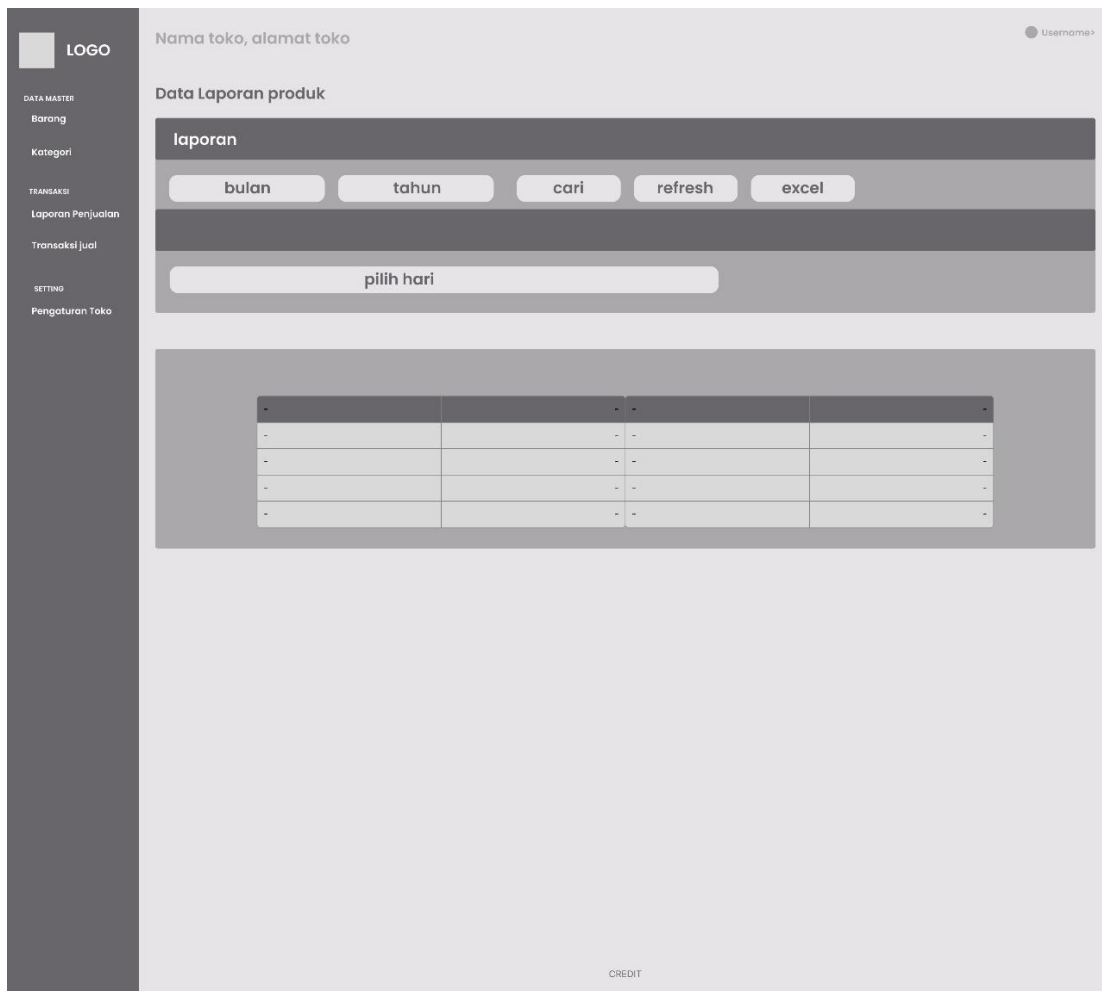 LOGO
Nama toko, alamat toko
Username>
DATA MASTER
Barang
Kategori
TRANSAKSI
Laporan Penjualan
Transaksi jual
SETTING
Pengaturan Toko
Data Laporan produk
laporan
bulan tahun cari refresh excel
pilih hari
- - - -
- - - -
- - - -
- - - -
- - - -
CREDIT